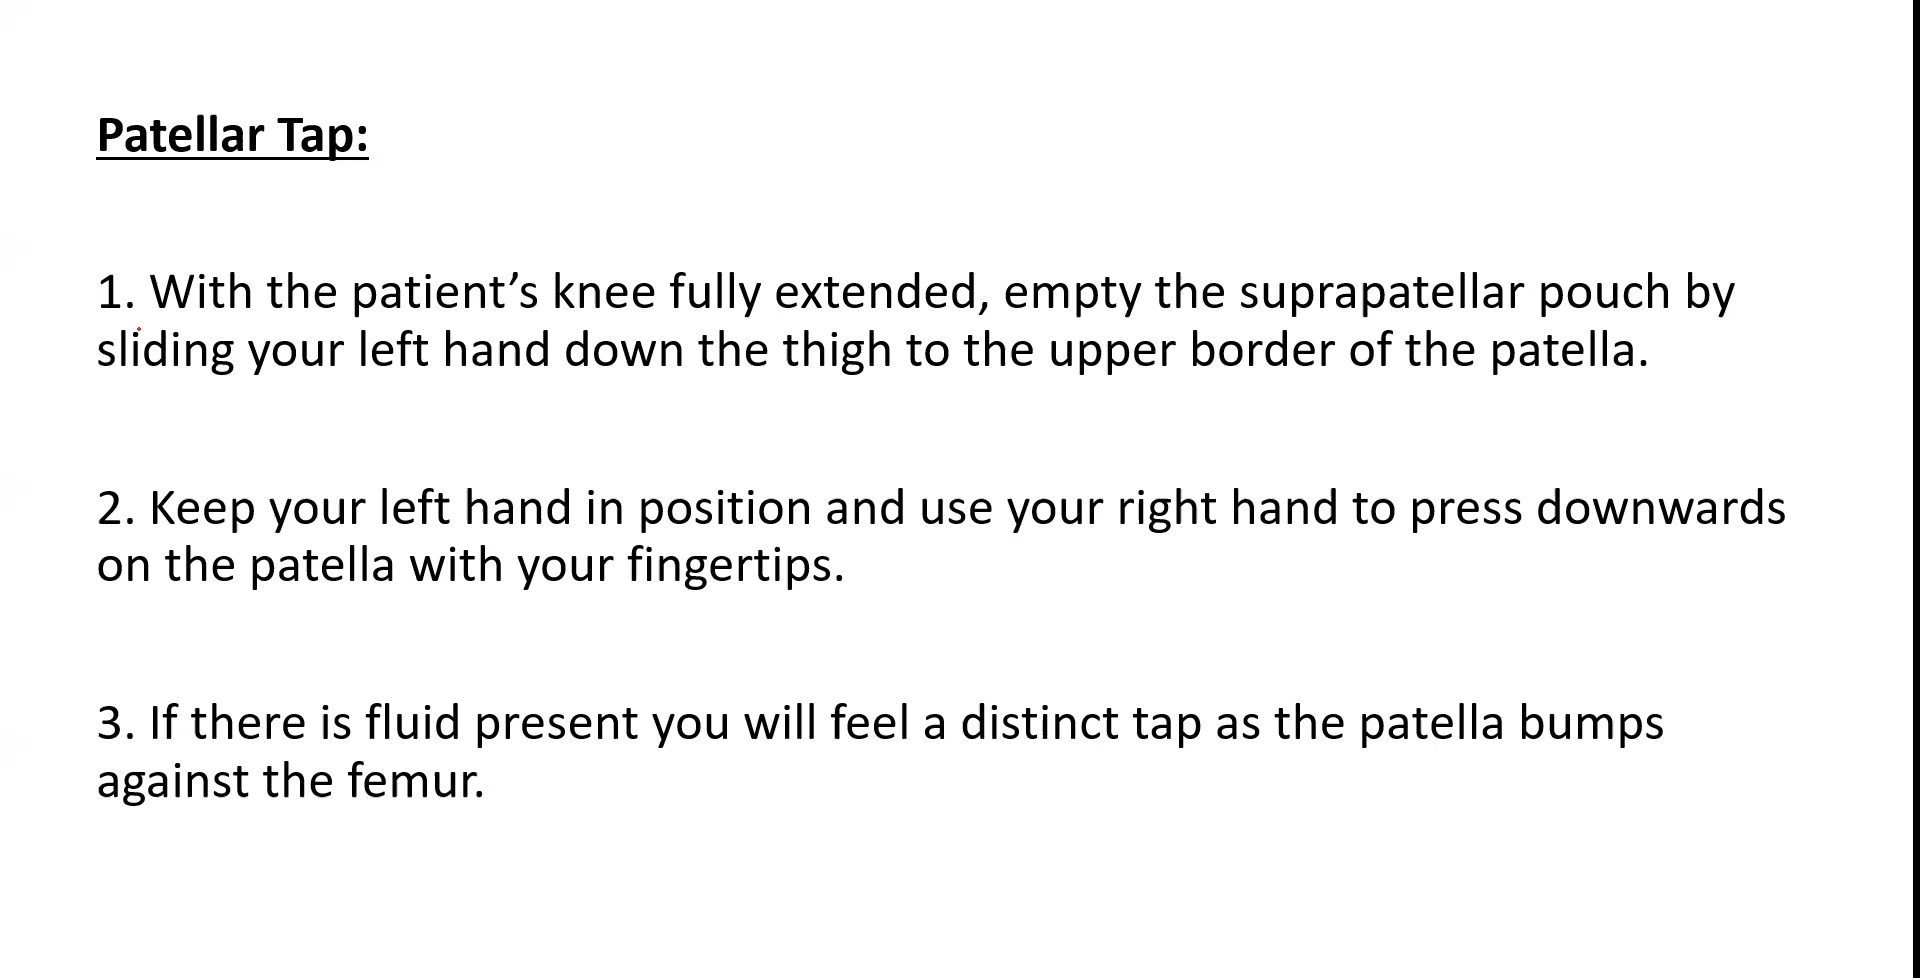 Patellar Tap:
1. With the patient’s knee fully extended, empty the suprapatellar pouch by
sliding your left hand down the thigh to the upper border of the patella.
2. Keep your left hand in position and use your right hand to press downwards
on the patella with your fingertips.
3. If there is fluid present you will feel a distinct tap as the patella bumps
against the femur.